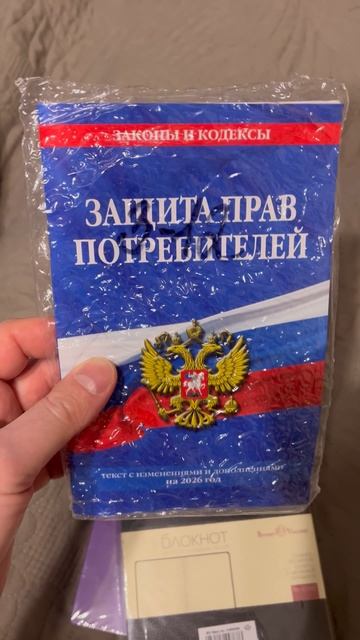 ЗАКОНЫ И КОДЕКСЫ
ЗАЩИТА ПРАВ
ПОТРЕБИТЕЛЕЙ
текст с изменениями и дополнениями
на 2026 год
БЛОКНОТ